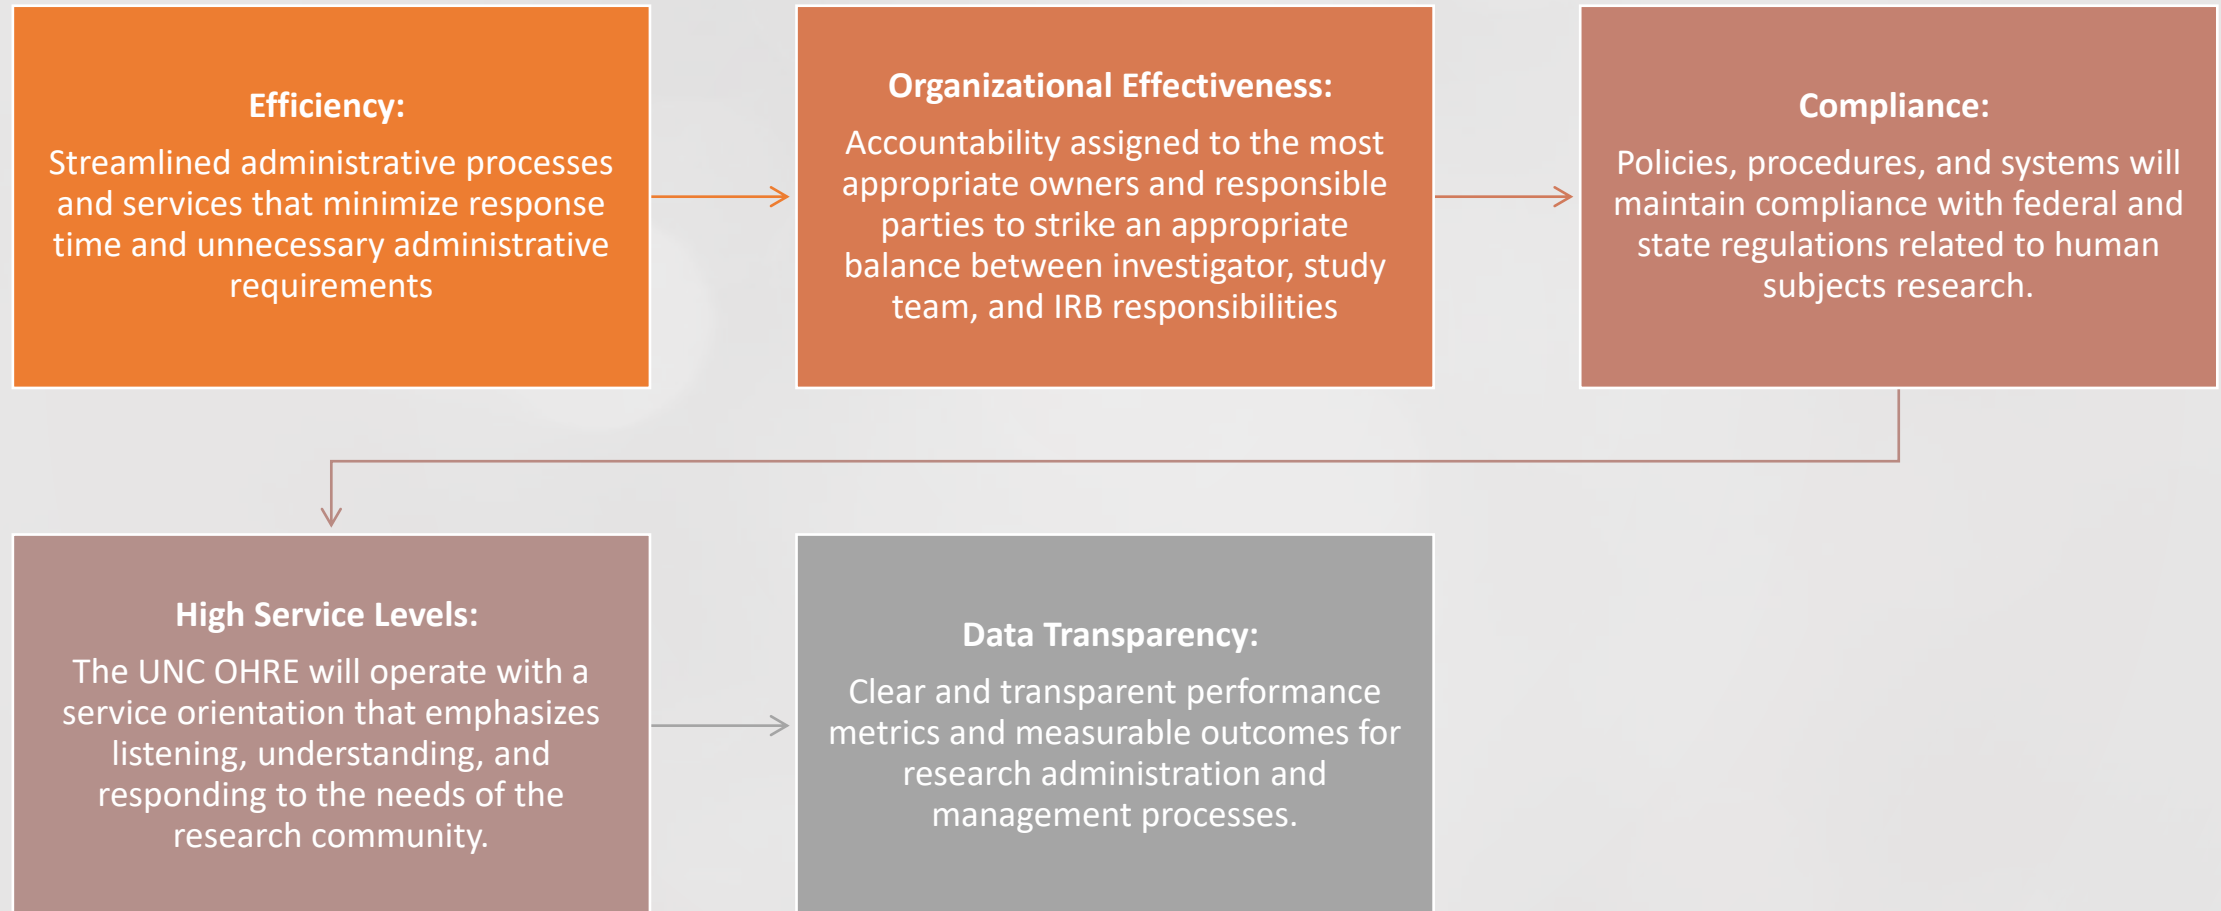 Efficiency:
Streamlined administrative processes
and services that minimize response
time and unnecessary administrative
requirements
Organizational Effectiveness:
Accountability assigned to the most
appropriate owners and responsible
parties to strike an appropriate
balance between investigator, study
team, and IRB responsibilities
Compliance:
Policies, procedures, and systems will
maintain compliance with federal and
state regulations related to human
subjects research.
High Service Levels:
The UNC OHRE will operate with a
service orientation that emphasizes
listening, understanding, and
responding to the needs of the
research community.
Data Transparency:
Clear and transparent performance
metrics and measurable outcomes for
research administration and
management processes.